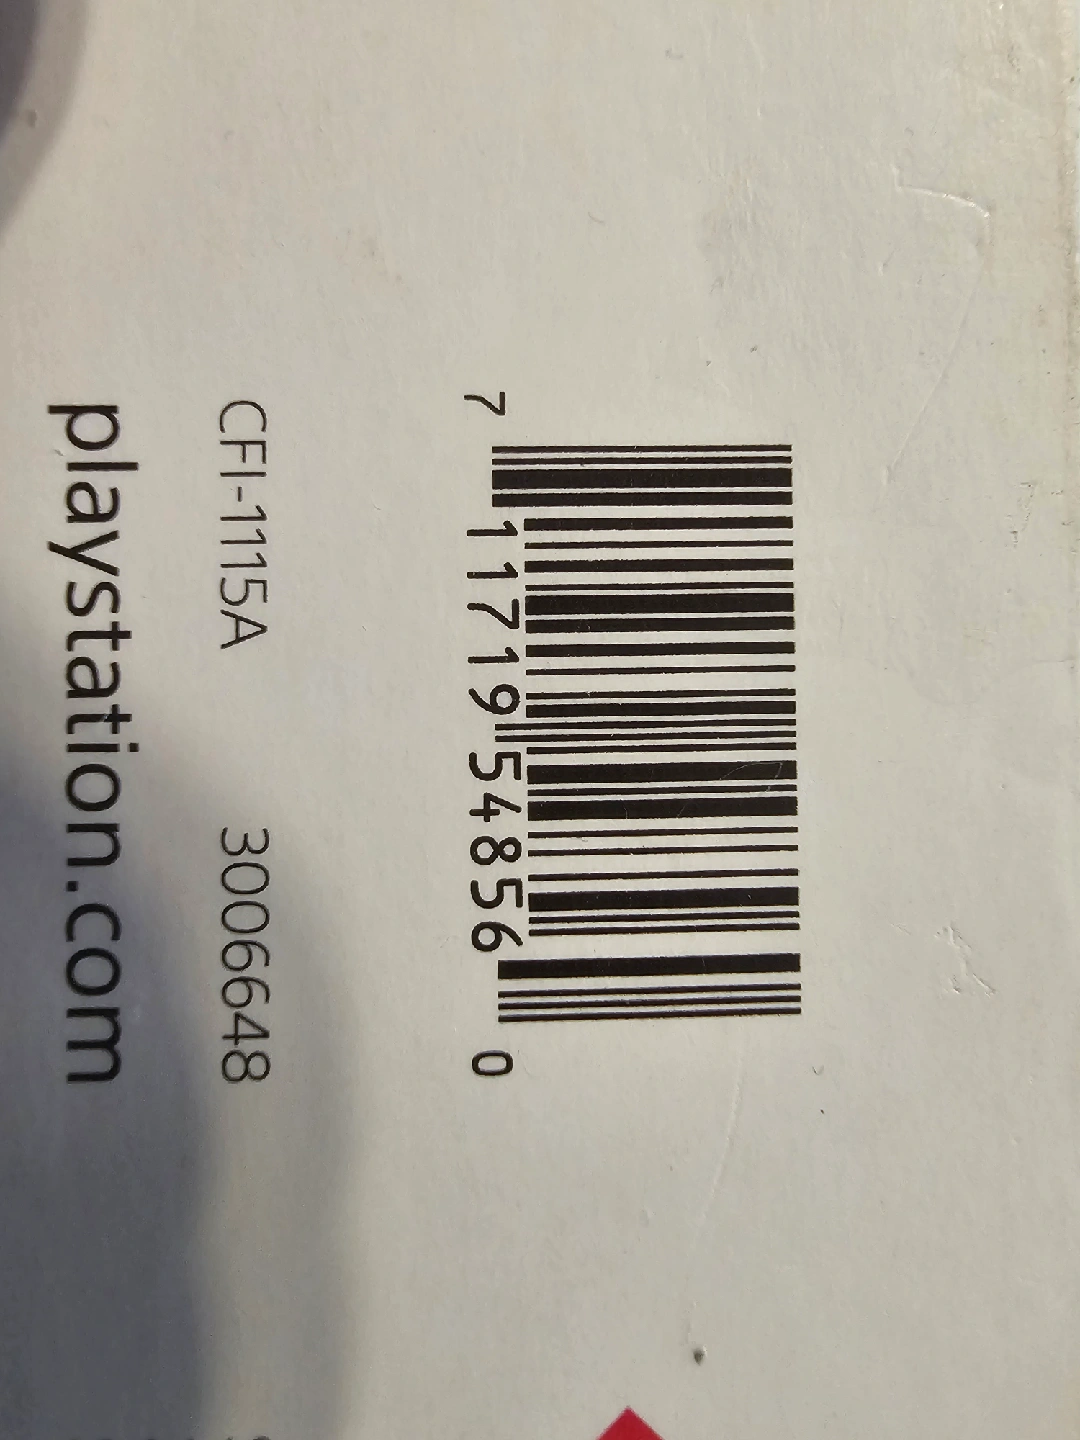 7 11719 54856 0
CFI-1115A 3006648
playstation.com